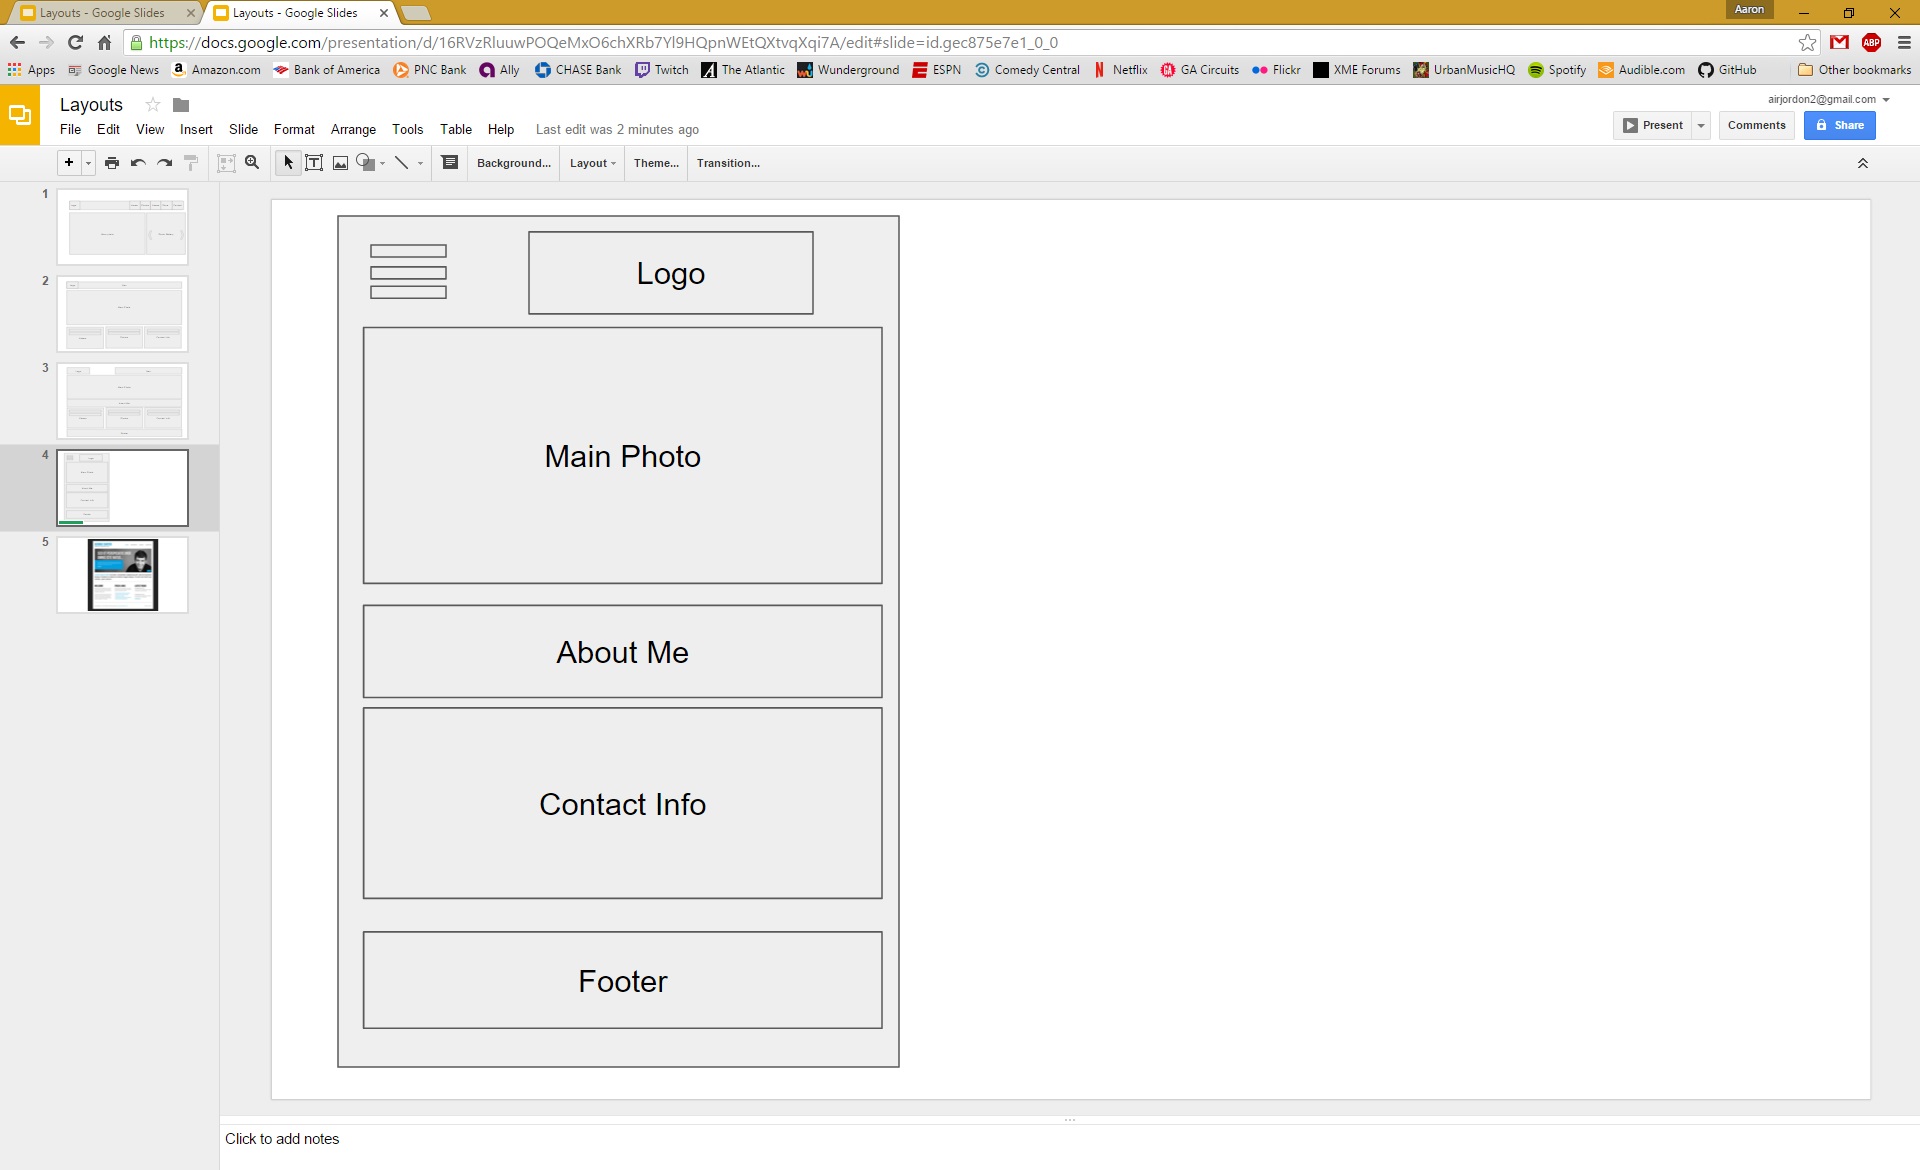 Layouts - Google Slides
Layouts - Google Slides
Aaron
https://docs.google.com/presentation/d/16RVzRluuwPOQeMxO6chXRb7Yl9HQpnWEtQXtvqXqi7A/edit#slide=id.gec875e7e1_0_0
ABP
Apps Google News Amazon.com Bank of America PNC Bank Ally CHASE Bank Twitch The Atlantic Wunderground ESPN Comedy Central Netflix GA Circuits Flickr XME Forums UrbanMusicHQ Spotify Audible.com GitHub Other bookmarks
Layouts
airjordon2@gmail.com
File Edit View Insert Slide Format Arrange Tools Table Help Last edit was 2 minutes ago
Present Comments Share
Background... Layout Theme... Transition...
1
2
3
4
5
Logo
Main Photo
About Me
Contact Info
Footer
Click to add notes